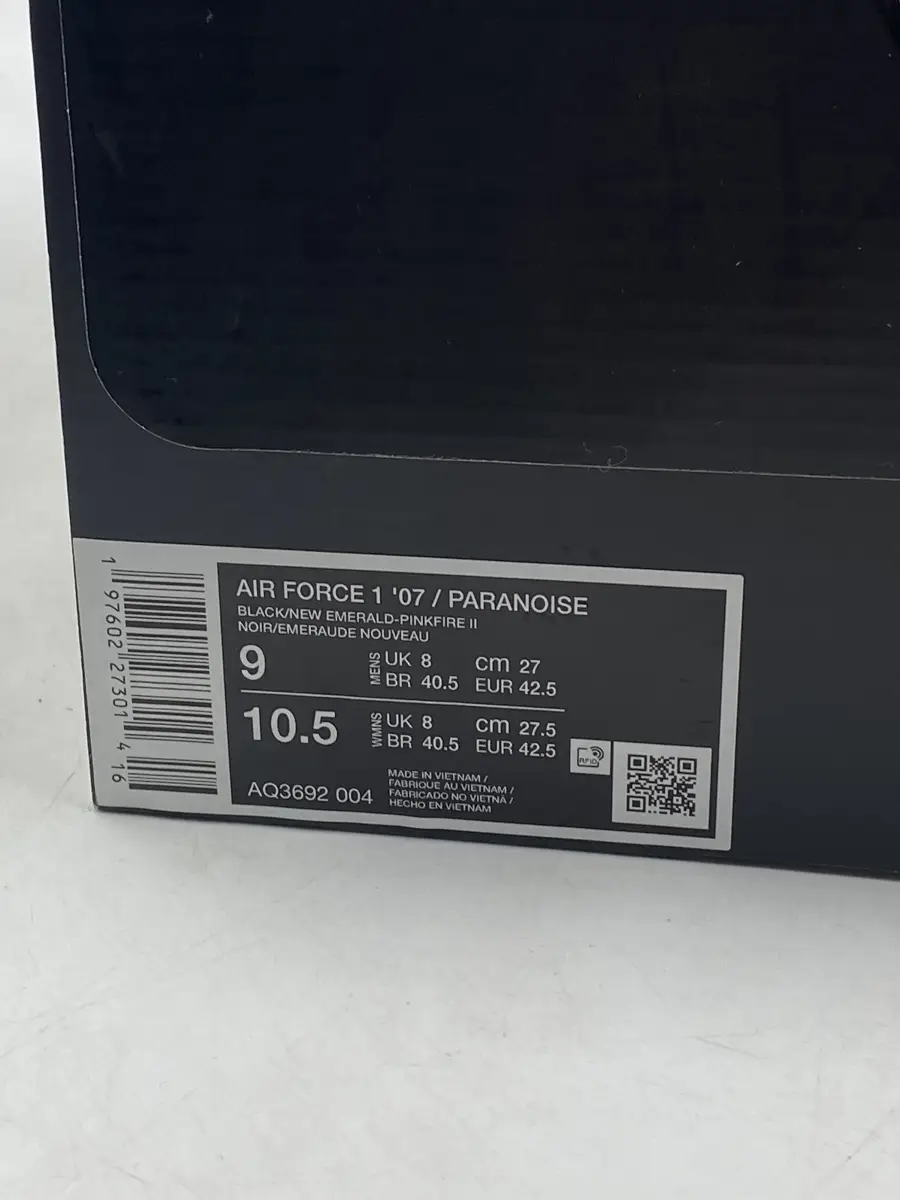 AIR FORCE 1 '07 / PARANOISE
BLACK/NEW EMERALD-PINKFIRE II
NOIR/EMERAUDE NOUVEAU
9 MENS UK 8 cm 27
BR 40.5 EUR 42.5
10.5 WMNS UK 8 cm 27.5
BR 40.5 EUR 42.5
RFID
AQ3692 004
MADE IN VIETNAM /
FABRIQUE AU VIETNAM /
FABRICADO NO VIETNÃ /
HECHO EN VIETNAM
1 97602 27301 4 16